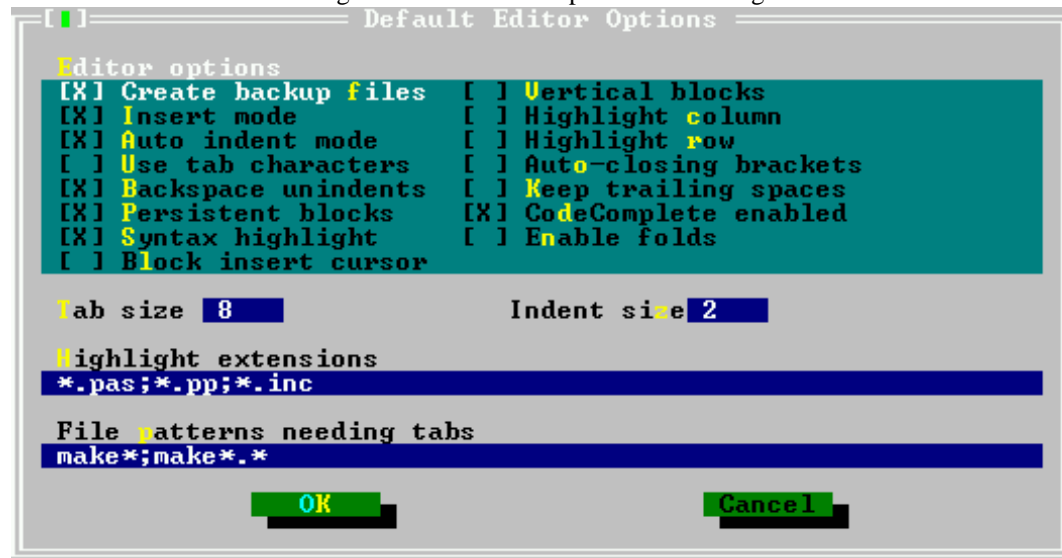 [ ] Default Editor Options
Editor options
[X] Create backup files [ ] Vertical blocks
[X] Insert mode [ ] Highlight column
[X] Auto indent mode [ ] Highlight row
[ ] Use tab characters [ ] Auto-closing brackets
[X] Backspace unindents [ ] Keep trailing spaces
[X] Persistent blocks [X] CodeComplete enabled
[X] Syntax highlight [ ] Enable folds
[ ] Block insert cursor
Tab size 8 Indent size 2
Highlight extensions
*.pas;*.pp;*.inc
File patterns needing tabs
make*;make*.*
OK Cancel